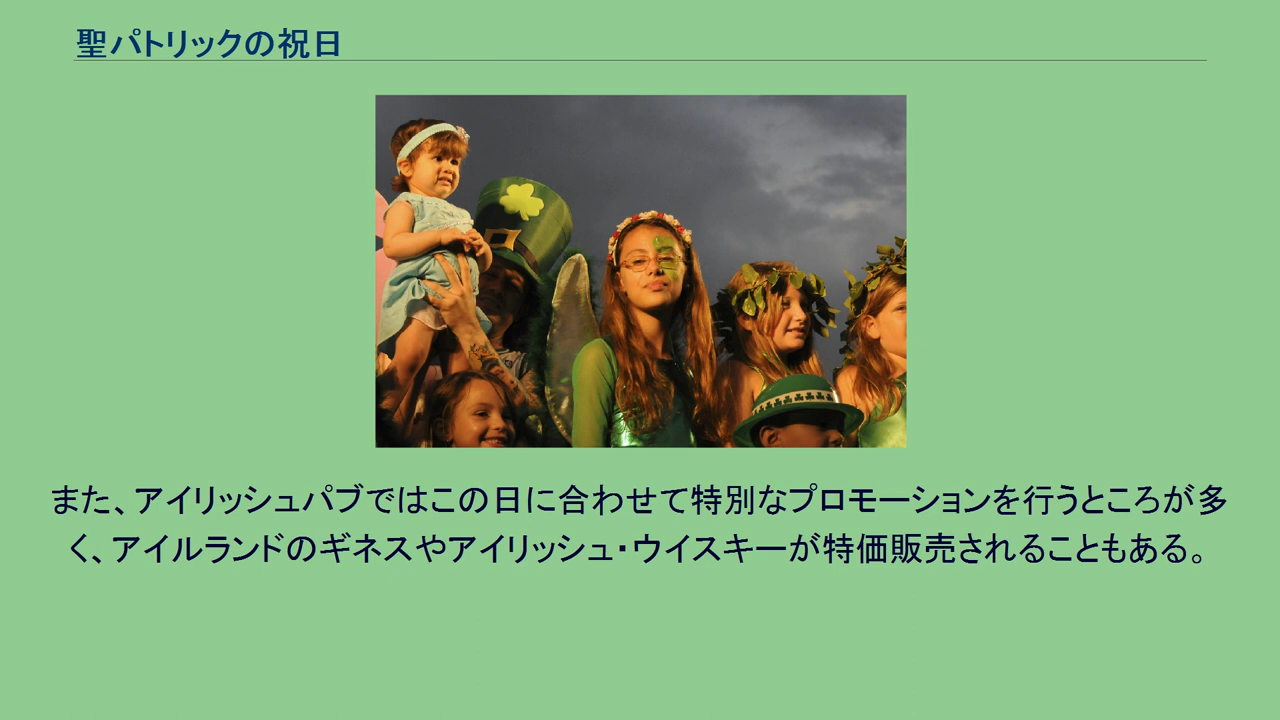 聖パトリックの祝日
また、アイリッシュパブではこの日に合わせて特別なプロモーションを行うところが多
く、アイルランドのギネスやアイリッシュ・ウイスキーが特価販売されることもある。